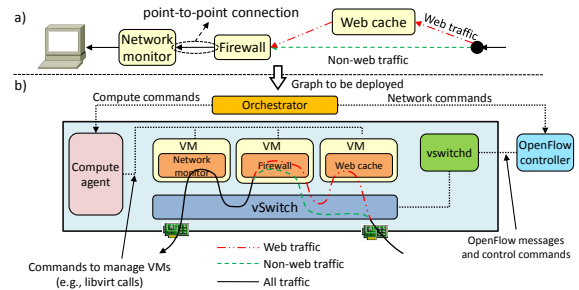 a)
point-to-point connection
Network
monitor
Firewall
Web cache
Web traffic
Non-web traffic
Graph to be deployed
b)
Compute commands
Orchestrator
Network commands
Compute
agent
VM
Network
monitor
VM
Firewall
VM
Web cache
vswitchd
OpenFlow
controller
vSwitch
Commands to manage VMs
(e.g., libvirt calls)
Web traffic
Non-web traffic
All traffic
OpenFlow messages
and control commands